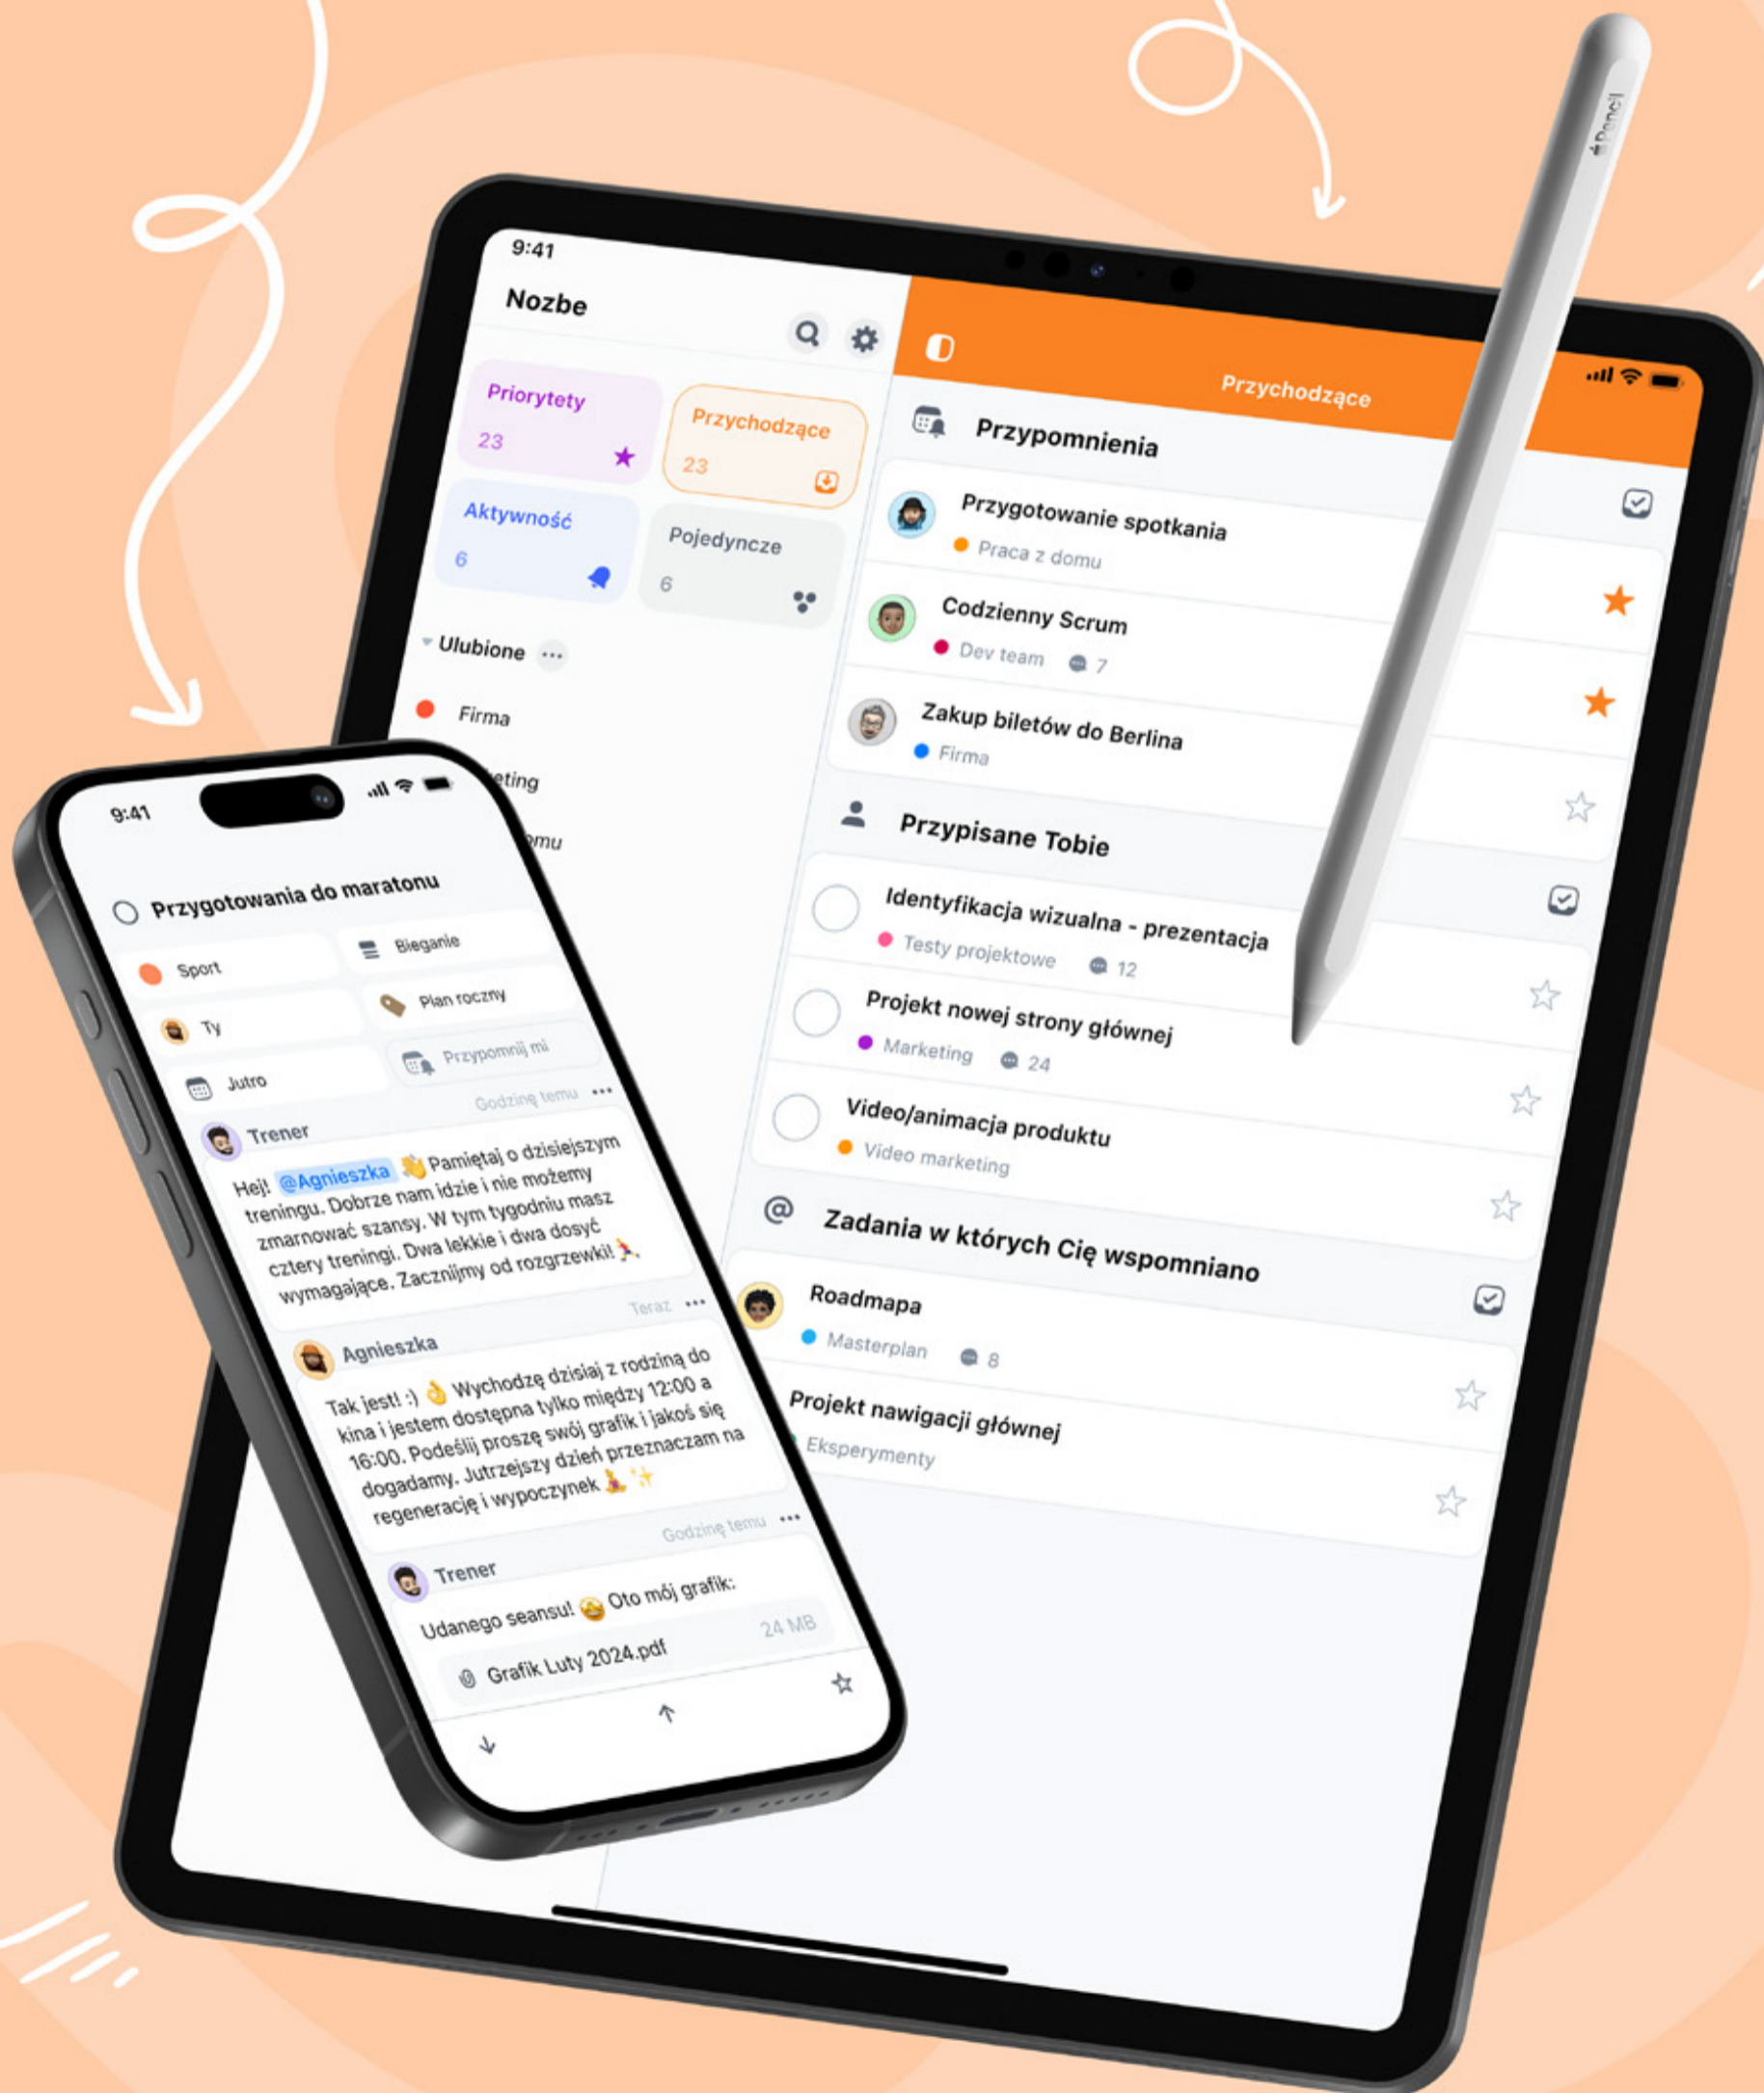 Pencil
9:41
Nozbe
Priorytety
23
Przychodzące
23
Aktywność
6
Pojedyncze
6
Ulubione
Firma
Przychodzące
Przypomnienia
Przygotowanie spotkania
Praca z domu
Codzienny Scrum
Dev team 7
Zakup biletów do Berlina
Firma
Przypisane Tobie
Identyfikacja wizualna - prezentacja
Testy projektowe 12
Projekt nowej strony głównej
Marketing 24
Video/animacja produktu
Video marketing
@ Zadania w których Cię wspomniano
Roadmapa
Masterplan 8
Projekt nawigacji głównej
Eksperymenty
9:41
Przygotowania do maratonu
Sport
Bieganie
Ty
Plan roczny
Jutro
Przypomnij mi
Trener
Godzinę temu
Hej! @Agnieszka 👋 Pamiętaj o dzisiejszym
treningu. Dobrze nam idzie i nie możemy
zmarnować szansy. W tym tygodniu masz
cztery treningi. Dwa lekkie i dwa dosyć
wymagające. Zacznijmy od rozgrzewki!
Agnieszka
Teraz
Tak jest! :) 👌 Wychodzę dzisiaj z rodziną do
kina i jestem dostępna tylko między 12:00 a
16:00. Podeślij proszę swój grafik i jakoś się
dogadamy. Jutrzejszy dzień przeznaczam na
regenerację i wypoczynek
Trener
Godzinę temu
Udanego seansu! 🤩 Oto mój grafik:
Grafik Luty 2024.pdf
24 MB